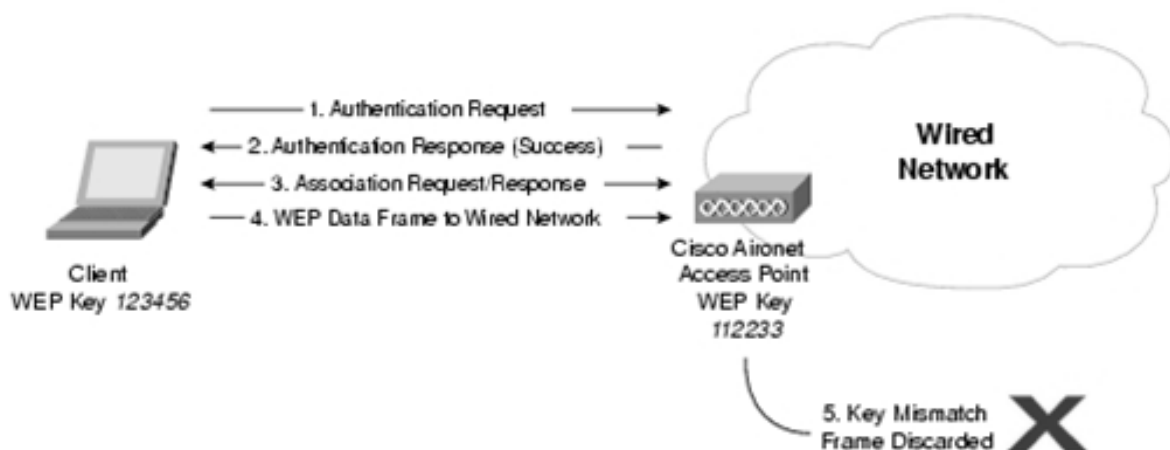 1. Authentication Request
2. Authentication Response (Success)
3. Association Request/Response
4. WEP Data Frame to Wired Network
Client
WEP Key 123456
Wired
Network
Cisco Aironet
Access Point
WEP Key
112233
5. Key Mismatch
Frame Discarded